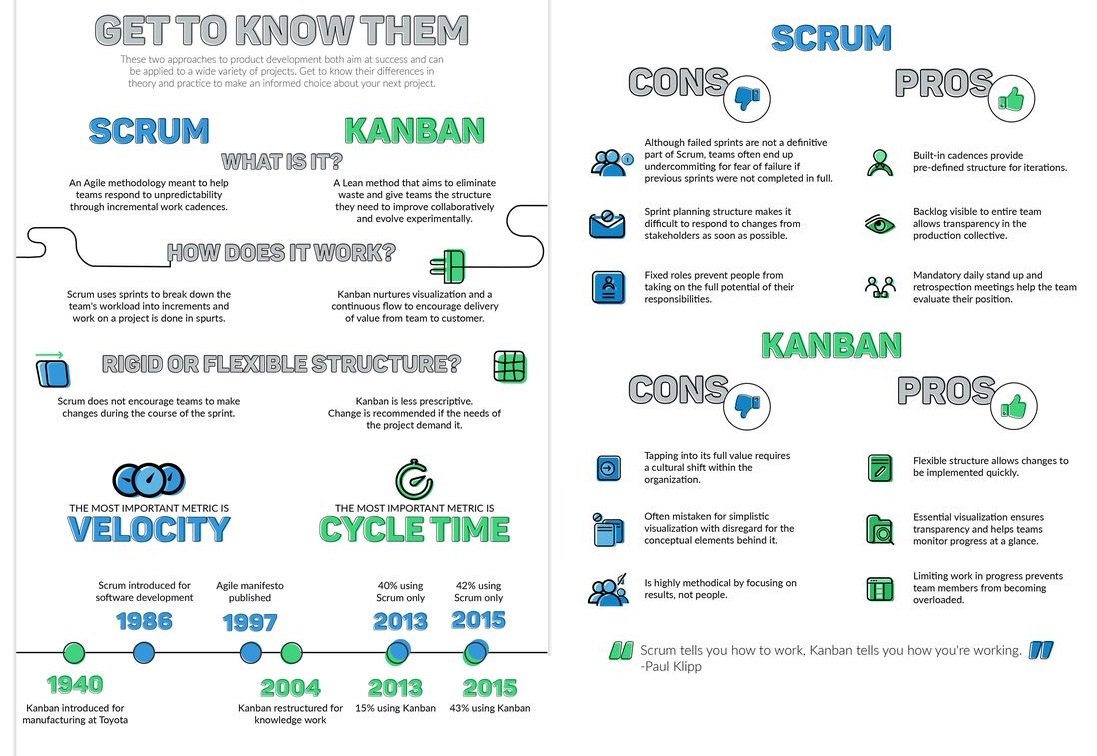 GET TO KNOW THEM
These two approaches to product development both aim at success and can
be applied to a wide variety of projects. Get to know their differences in
theory and practice to make an informed choice about your next project.
SCRUM
KANBAN
WHAT IS IT?
An Agile methodology meant to help
teams respond to unpredictability
through incremental work cadences.
A Lean method that aims to eliminate
waste and give teams the structure
they need to improve collaboratively
and evolve experimentally.
HOW DOES IT WORK?
Scrum uses sprints to break down the
team's workload into increments and
work on a project is done in spurts.
Kanban nurtures visualization and a
continuous flow to encourage delivery
of value from team to customer.
RIGID OR FLEXIBLE STRUCTURE?
Scrum does not encourage teams to make
changes during the course of the sprint.
Kanban is less prescriptive.
Change is recommended if the needs of
the project demand it.
THE MOST IMPORTANT METRIC IS
VELOCITY
THE MOST IMPORTANT METRIC IS
CYCLE TIME
Scrum introduced for
software development
1986
Agile manifesto
published
1997
40% using
Scrum only
2013
42% using
Scrum only
2015
1940
Kanban introduced for
manufacturing at Toyota
2004
Kanban restructured for
knowledge work
2013
15% using Kanban
2015
43% using Kanban
SCRUM
CONS
Although failed sprints are not a definitive
part of Scrum, teams often end up
undercommiting for fear of failure if
previous sprints were not completed in full.
Sprint planning structure makes it
difficult to respond to changes from
stakeholders as soon as possible.
Fixed roles prevent people from
taking on the full potential of their
responsibilities.
PROS
Built-in cadences provide
pre-defined structure for iterations.
Backlog visible to entire team
allows transparency in the
production collective.
Mandatory daily stand up and
retrospection meetings help the team
evaluate their position.
KANBAN
CONS
Tapping into its full value requires
a cultural shift within the
organization.
Often mistaken for simplistic
visualization with disregard for the
conceptual elements behind it.
Is highly methodical by focusing on
results, not people.
PROS
Flexible structure allows changes to
be implemented quickly.
Essential visualization ensures
transparency and helps teams
monitor progress at a glance.
Limiting work in progress prevents
team members from becoming
overloaded.
Scrum tells you how to work, Kanban tells you how you're working.
-Paul Klipp